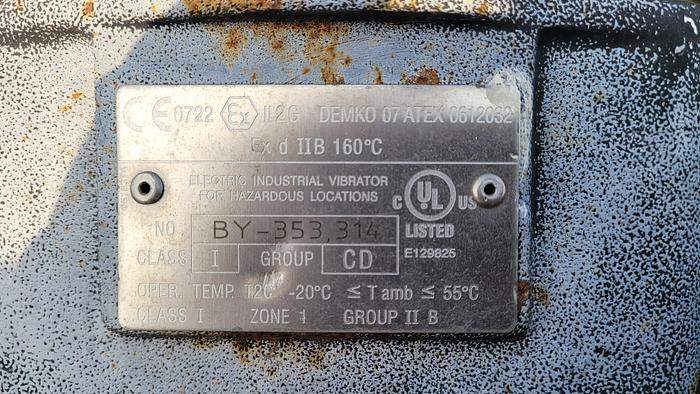 CE 0722 Ex II 2 G DEMKO 07 ATEX 0612032
Ex d IIB 160°C
ELECTRIC INDUSTRIAL VIBRATOR
FOR HAZARDOUS LOCATIONS
C UL US
LISTED
E129825
NO BY-353,314
CLASS I GROUP CD
OPER. TEMP. T2C -20°C ≤ T amb ≤ 55°C
CLASS I ZONE 1 GROUP II B